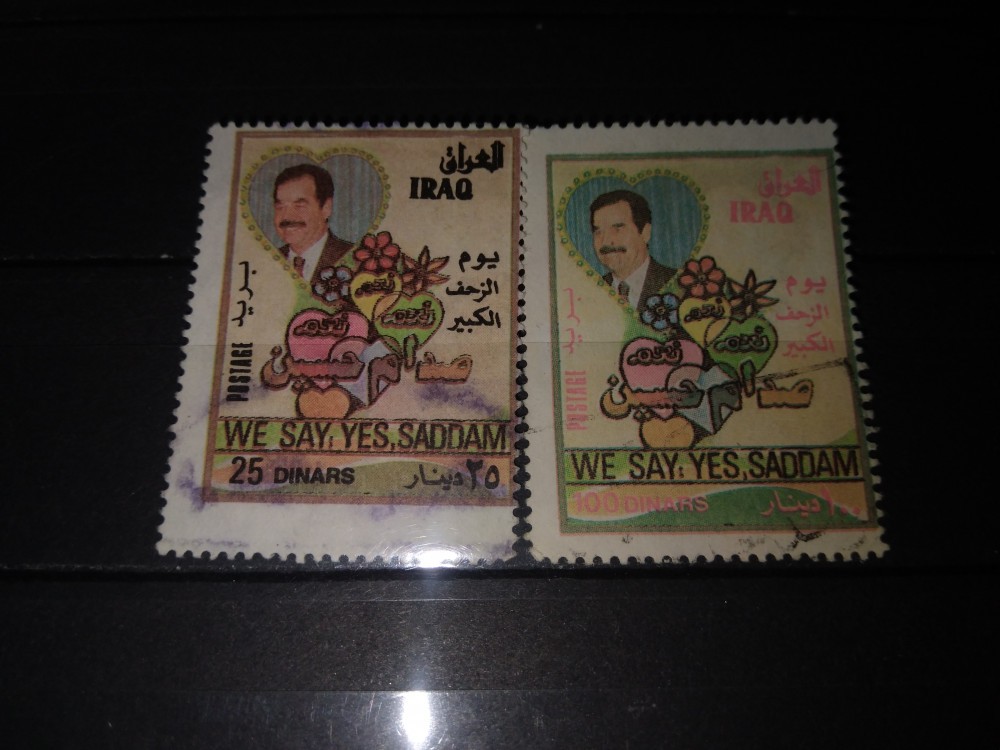 العراق
IRAQ
يوم
الزحف
الكبير
بريد
POSTAGE
نعم
نعم
نعم
صدام حسين
WE SAY: YES, SADDAM
25 DINARS ٢٥ دينار
العراق
IRAQ
يوم
الزحف
الكبير
بريد
POSTAGE
نعم
نعم
نعم
صدام حسين
WE SAY: YES, SADDAM
100 DINARS ١٠٠ دينار